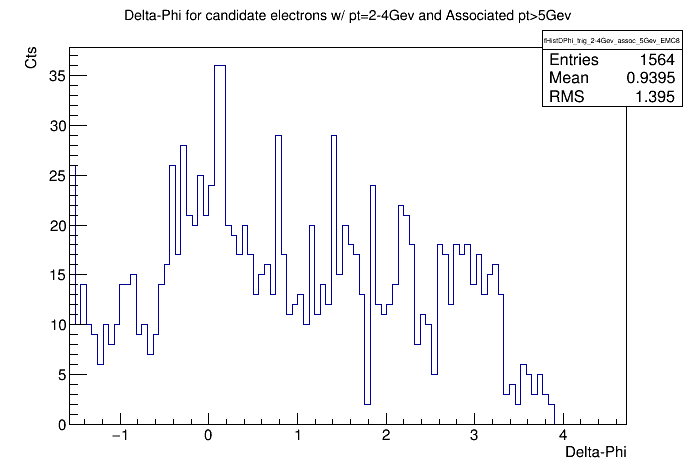 Delta-Phi for candidate electrons w/ pt=2-4Gev and Associated pt>5Gev
fHistDPhi_trig_2-4Gev_assoc_5Gev_EMC8
Entries 1564
Mean 0.9395
RMS 1.395
Cts
35
30
25
20
15
10
5
0
−1 0 1 2 3 4
Delta-Phi